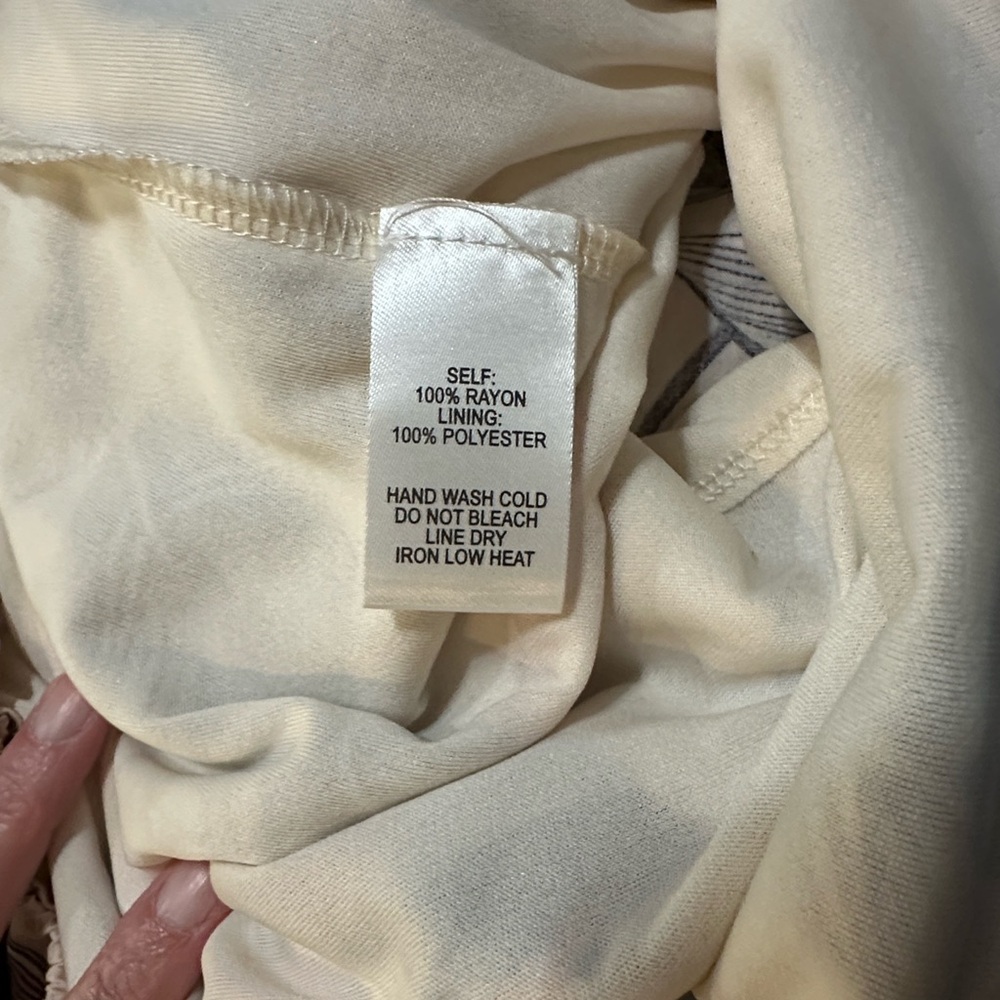 SELF:
100% RAYON
LINING:
100% POLYESTER
HAND WASH COLD
DO NOT BLEACH
LINE DRY
IRON LOW HEAT